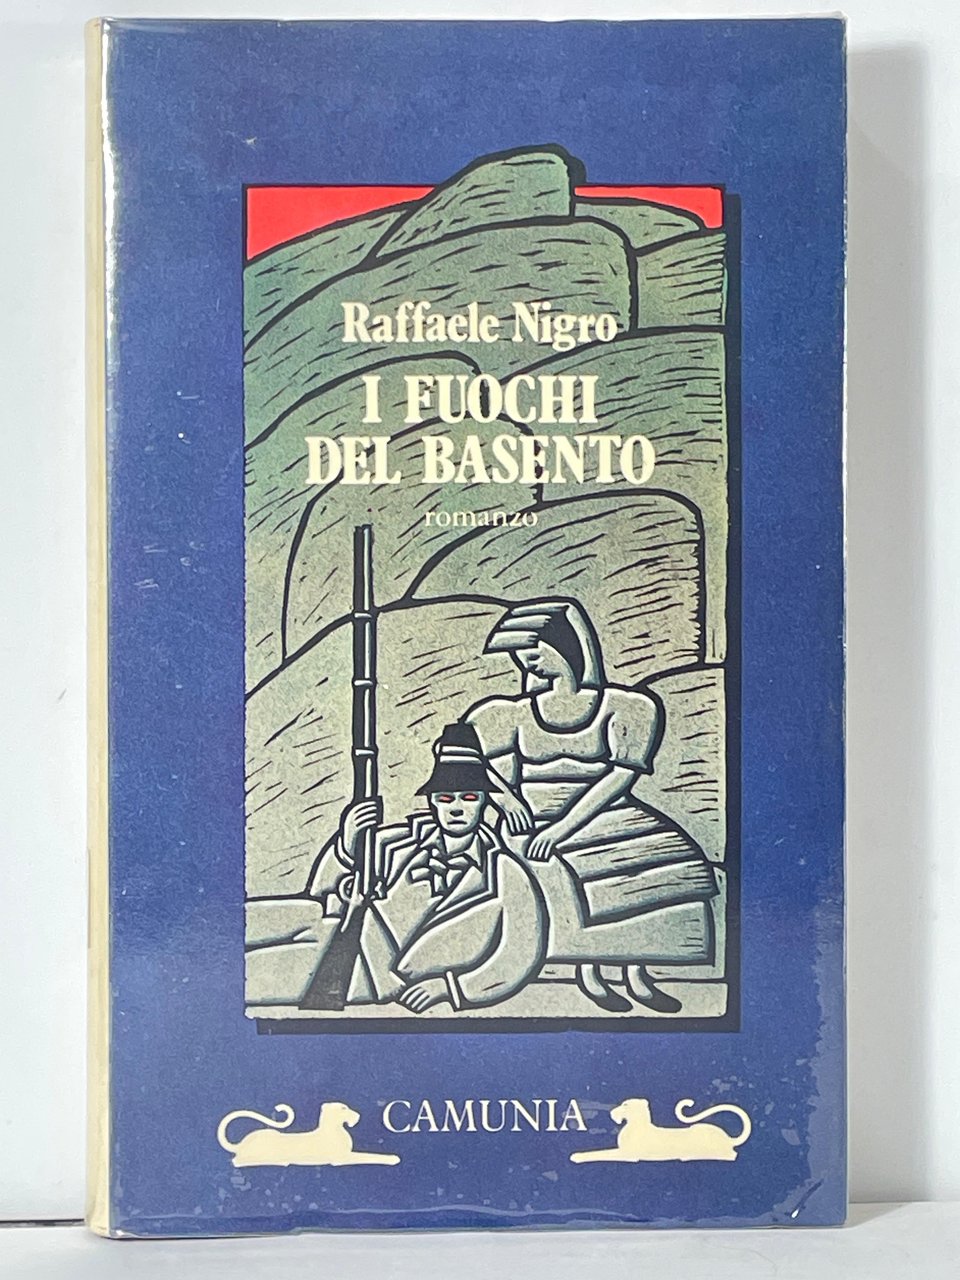 Raffaele Nigro
I FUOCHI
DEL BASENTO
romanzo
CAMUNIA